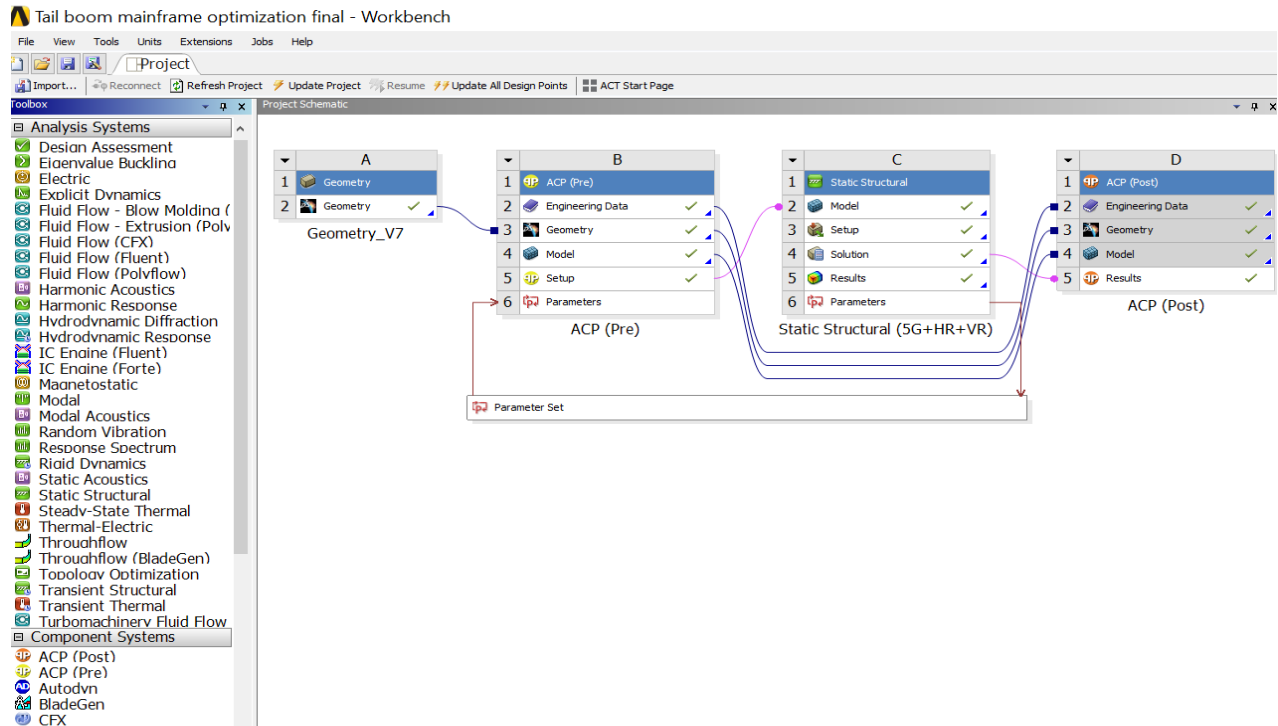 Tail boom mainframe optimization final - Workbench
File View Tools Units Extensions Jobs Help
Project
Import... Reconnect Refresh Project Update Project Resume Update All Design Points ACT Start Page
Toolbox
Project Schematic
Analysis Systems
Design Assessment
Eigenvalue Buckling
Electric
Explicit Dynamics
Fluid Flow - Blow Molding (
Fluid Flow - Extrusion (Polv
Fluid Flow (CFX)
Fluid Flow (Fluent)
Fluid Flow (Polyflow)
Harmonic Acoustics
Harmonic Response
Hydrodynamic Diffraction
Hydrodynamic Response
IC Engine (Fluent)
IC Engine (Forte)
Magnetostatic
Modal
Modal Acoustics
Random Vibration
Response Spectrum
Rigid Dynamics
Static Acoustics
Static Structural
Steady-State Thermal
Thermal-Electric
Throughflow
Throughflow (BladeGen)
Topology Optimization
Transient Structural
Transient Thermal
Turbomachinery Fluid Flow
Component Systems
ACP (Post)
ACP (Pre)
Autodyn
BladeGen
CFX
A
1 Geometry
2 Geometry
Geometry_V7
B
1 ACP (Pre)
2 Engineering Data
3 Geometry
4 Model
5 Setup
6 Parameters
ACP (Pre)
C
1 Static Structural
2 Model
3 Setup
4 Solution
5 Results
6 Parameters
Static Structural (5G+HR+VR)
D
1 ACP (Post)
2 Engineering Data
3 Geometry
4 Model
5 Results
ACP (Post)
Parameter Set